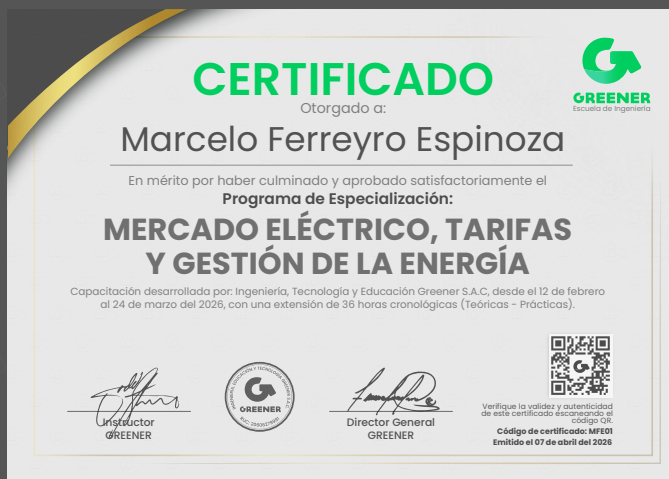 CERTIFICADO
Otorgado a:
GREENER
Escuela de Ingeniería
Marcelo Ferreyro Espinoza
En mérito por haber culminado y aprobado satisfactoriamente el
Programa de Especialización:
MERCADO ELÉCTRICO, TARIFAS
Y GESTIÓN DE LA ENERGÍA
Capacitación desarrollada por: Ingeniería, Tecnología y Educación Greener S.A.C, desde el 12 de febrero
al 24 de marzo del 2026, con una extensión de 36 horas cronológicas (Teóricas - Prácticas).
Instructor
GREENER
GREENER
Director General
GREENER
Verifique la validez y autenticidad
de este certificado escaneando el
código QR.
Código de certificado: MFE01
Emitido el 07 de abril del 2026